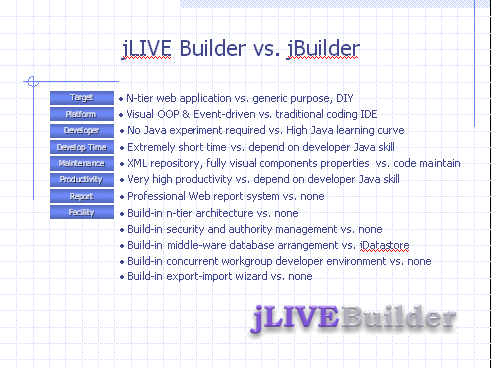 jLIVE Builder vs. jBuilder
Target • N-tier web application vs. generic purpose, DIY
Platform • Visual OOP & Event-driven vs. traditional coding IDE
Developer • No Java experiment required vs. High Java learning curve
Develop Time • Extremely short time vs. depend on developer Java skill
Maintenance • XML repository, fully visual components properties vs. code maintain
Productivity • Very high productivity vs. depend on developer Java skill
Report • Professional Web report system vs. none
Facility • Build-in n-tier architecture vs. none
• Build-in security and authority management vs. none
• Build-in middle-ware database arrangement vs. iDatastore
• Build-in concurrent workgroup developer environment vs. none
• Build-in export-import wizard vs. none
jLIVEBuilder